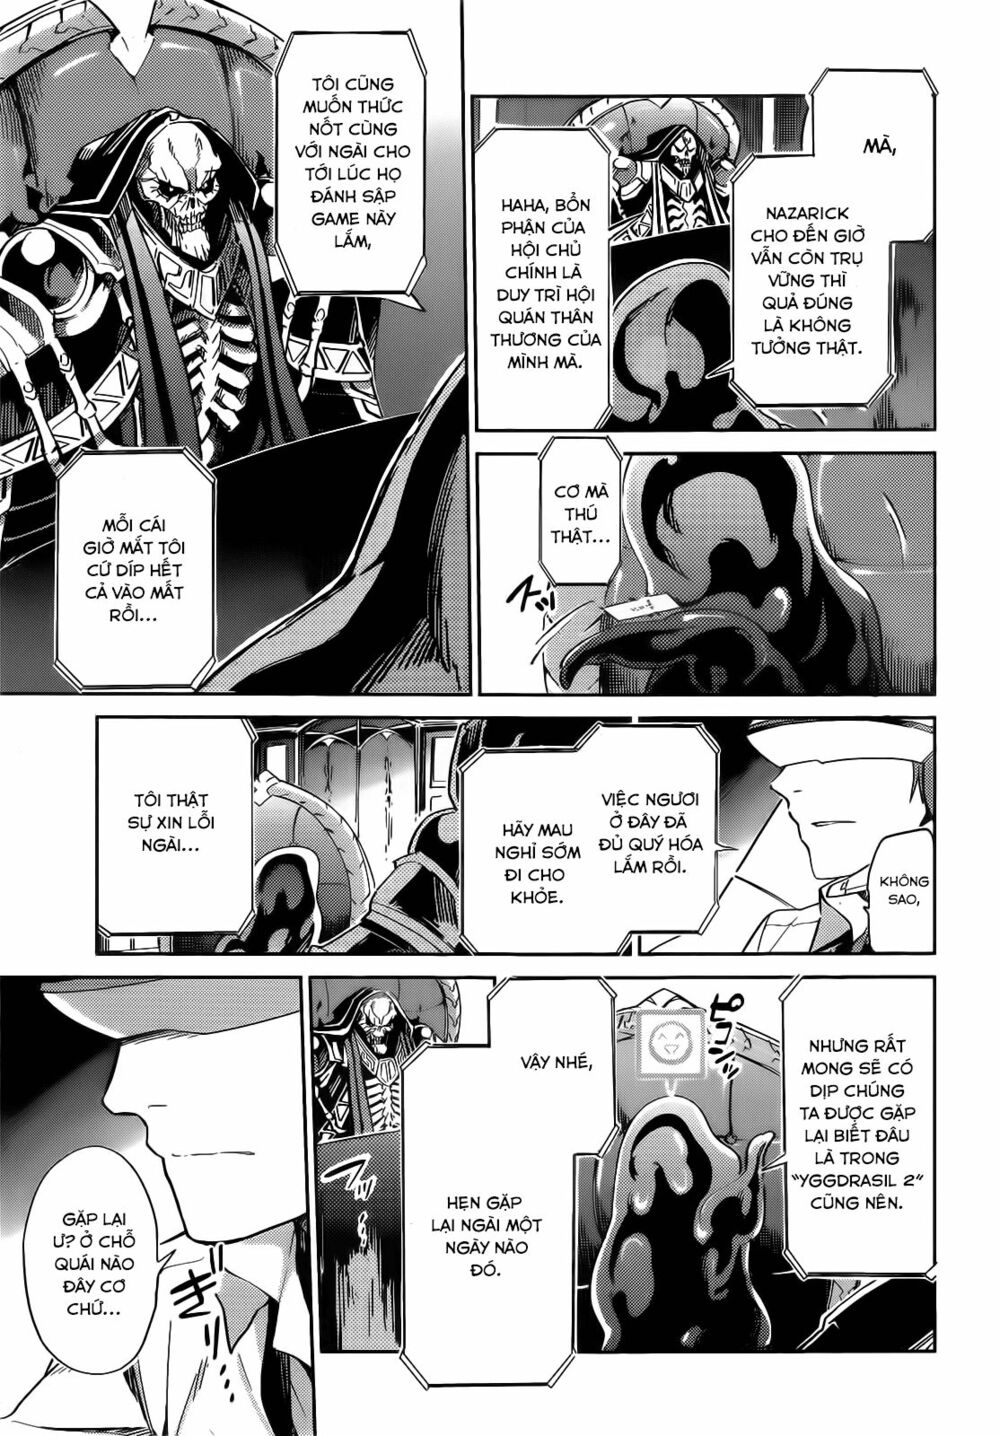 MÀ,
NAZARICK
CHO ĐẾN GIỜ
VẪN CÒN TRỤ
VỮNG THÌ
QUẢ ĐÚNG
LÀ KHÔNG
TƯỞNG THẬT.
HAHA, BỔN
PHẬN CỦA
HỘI CHỦ
CHÍNH LÀ
DUY TRÌ HỘI
QUÁN THÂN
THƯƠNG CỦA
MÌNH MÀ.
CƠ MÀ
THÚ
THẬT...
TÔI CŨNG
MUỐN THỨC
NỐT CÙNG
VỚI NGÀI CHO
TỚI LÚC HỌ
ĐÁNH SẬP
GAME NÀY
LẮM,
MỖI CÁI
GIỜ MẮT TÔI
CỨ DÍP HẾT
CẢ VÀO MẤT
RỒI...
KHÔNG
SAO,
VIỆC NGƯƠI
Ở ĐÂY ĐÃ
ĐỦ QUÝ HÓA
LẮM RỒI.
HÃY MAU
NGHỈ SỚM
ĐI CHO
KHỎE.
TÔI THẬT
SỰ XIN LỖI
NGÀI...
NHƯNG RẤT
MONG SẼ CÓ
DỊP CHÚNG
TA ĐƯỢC GẶP
LẠI BIẾT ĐÂU
LÀ TRONG
"YGGDRASIL 2"
CŨNG NÊN.
ピコン
VẬY NHÉ,
HẸN GẶP
LẠI NGÀI MỘT
NGÀY NÀO
ĐÓ.
GẶP LẠI
Ư? Ở CHỖ
QUÁI NÀO
ĐÂY CƠ
CHỨ...